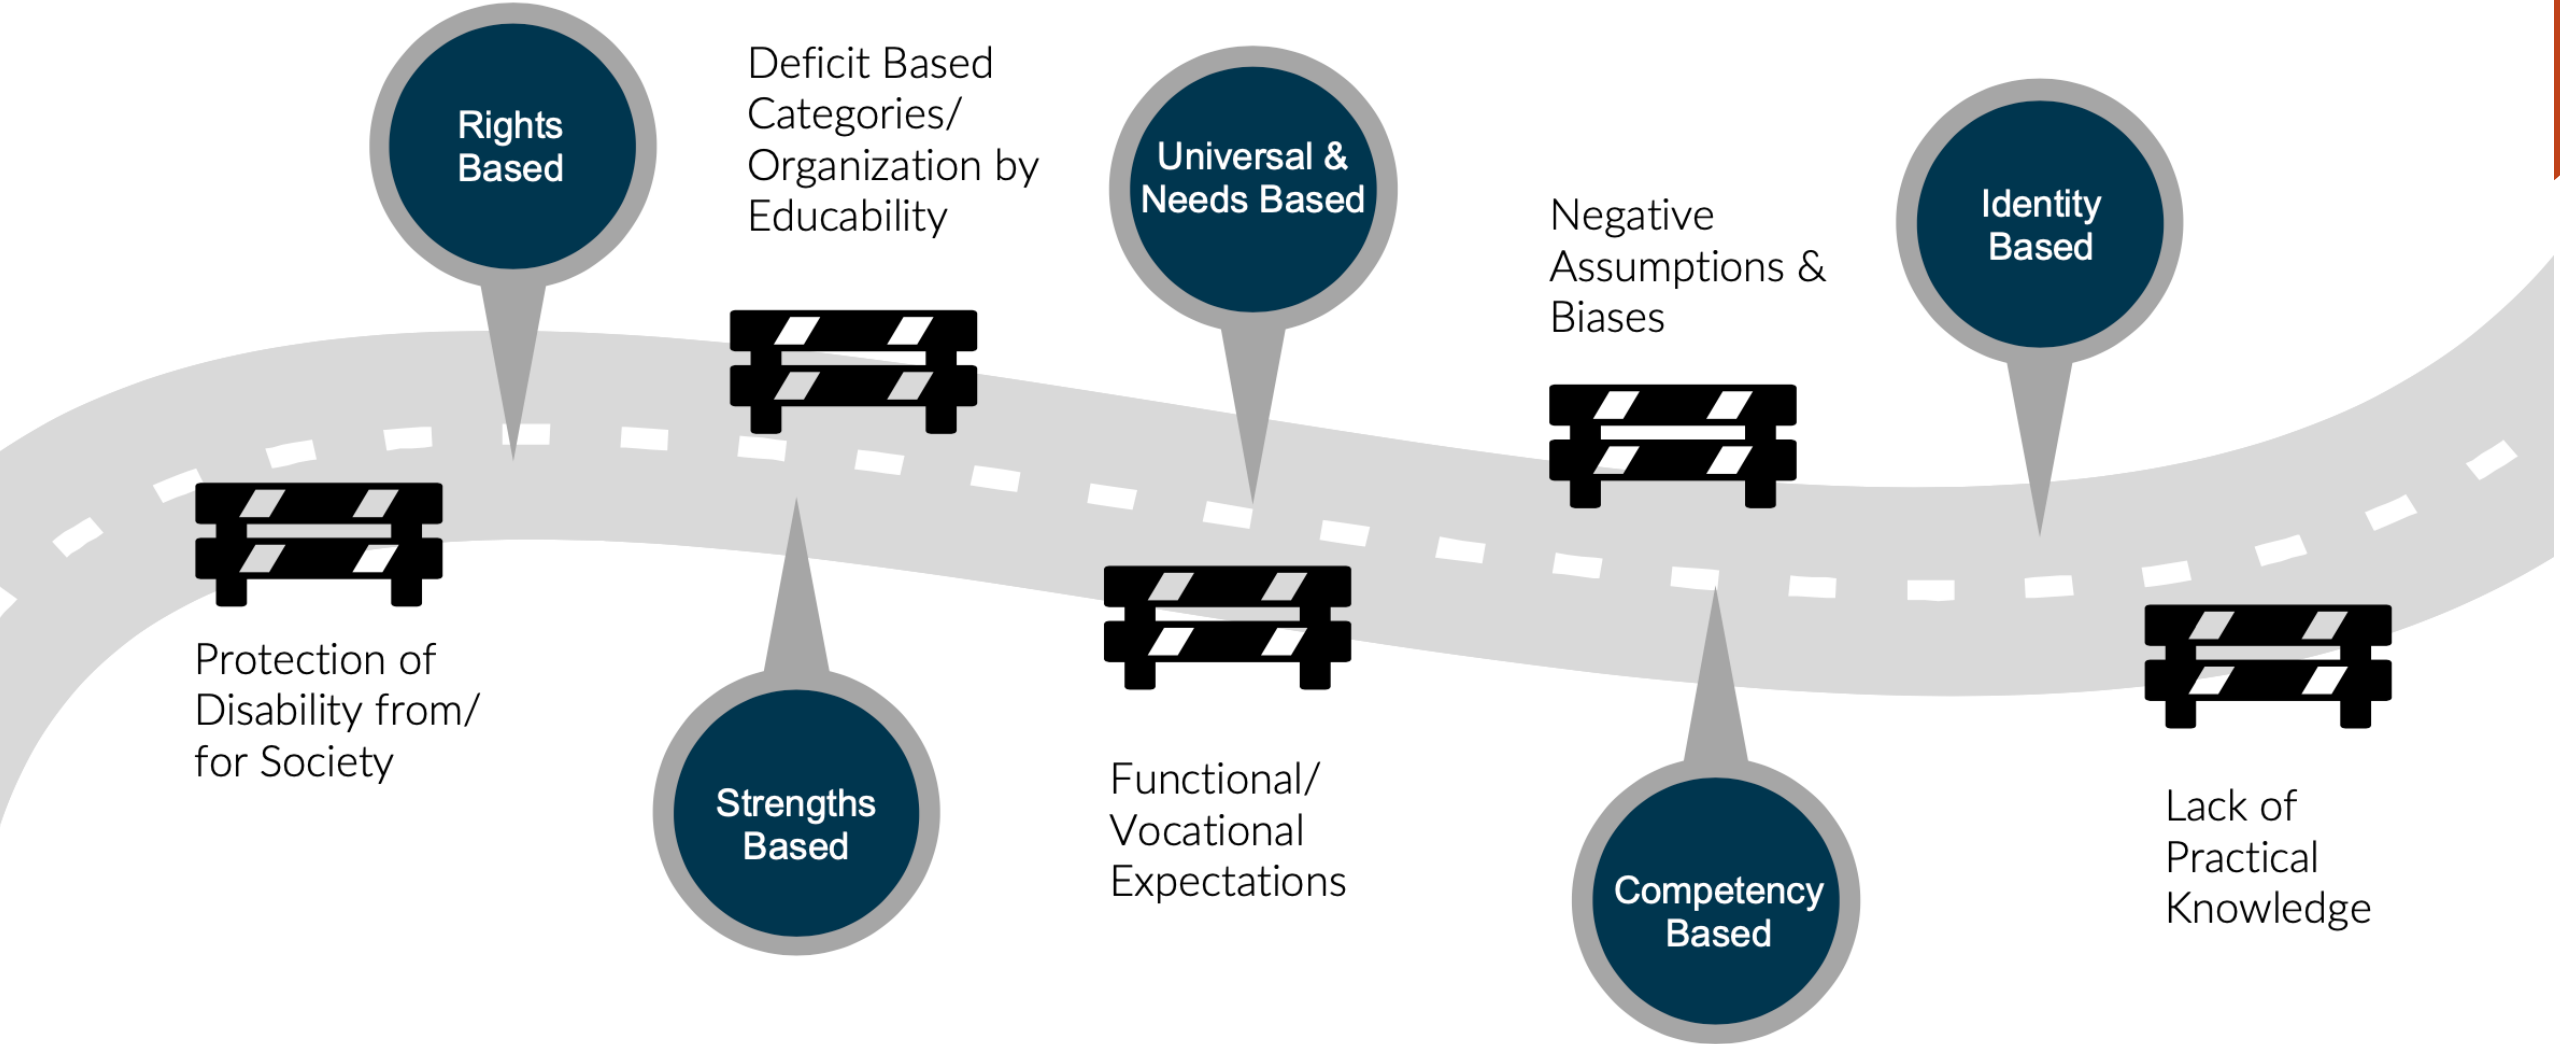 Rights
Based
Deficit Based
Categories/
Organization by
Educability
Universal &
Needs Based
Negative
Assumptions &
Biases
Identity
Based
Protection of
Disability from/
for Society
Strengths
Based
Functional/
Vocational
Expectations
Competency
Based
Lack of
Practical
Knowledge